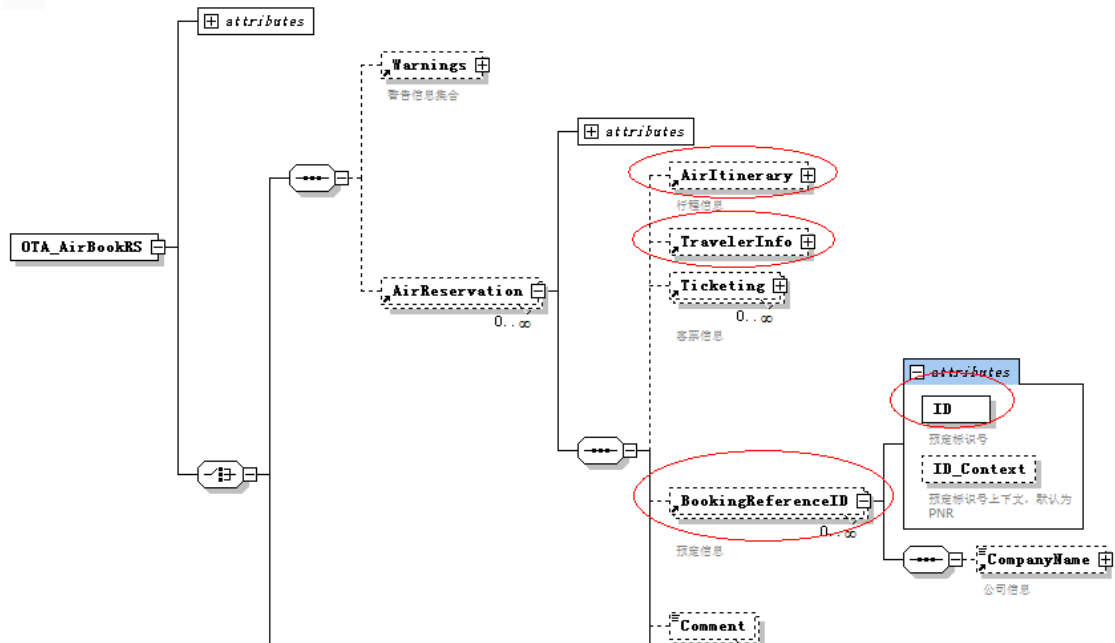 attributes
Warnings
警告信息集合
attributes
AirItinerary
行程信息
OTA_AirBookRS
TravelerInfo
AirReservation
0..∞
Ticketing
0..∞
客票信息
attributes
ID
预定标识号
ID_Context
预定标识号上下文，默认为
PNR
BookingReferenceID
0..∞
预定信息
CompanyName
公司信息
Comment